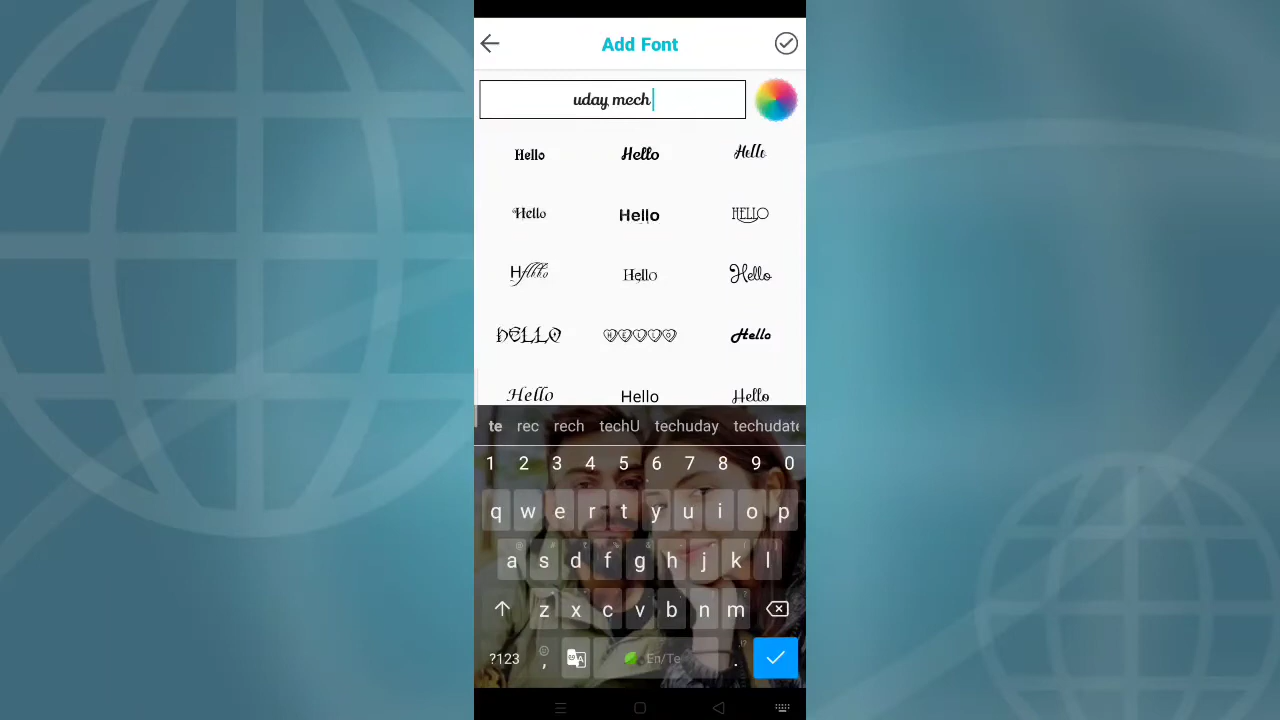 Add Font
uday mech
Hello Hello Hello
Hello Hello HELLO
Hello Hello
HELLO HELLO Hello
Hello Hello Hello
te rec rech techU techuday techudate
1 2 3 4 5 6 7 8 9 0
q w e r t y u i o p
a s d f g h j k l
z x c v b n m
?123 , En/Te .